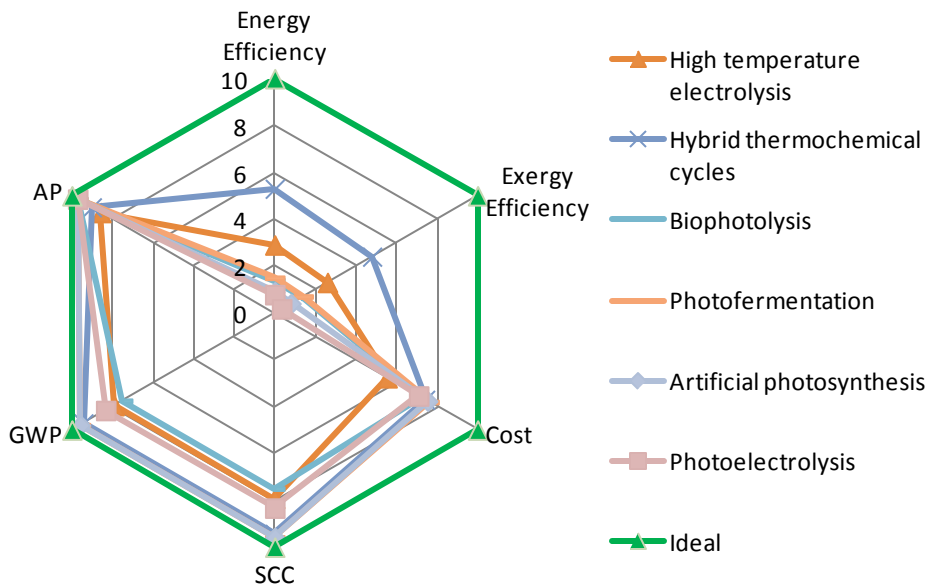 Energy
Efficiency
10
8
6
4
2
0
AP
Exergy
Efficiency
GWP
Cost
SCC
High temperature
electrolysis
Hybrid thermochemical
cycles
Biophotolysis
Photofermentation
Artificial photosynthesis
Photoelectrolysis
Ideal